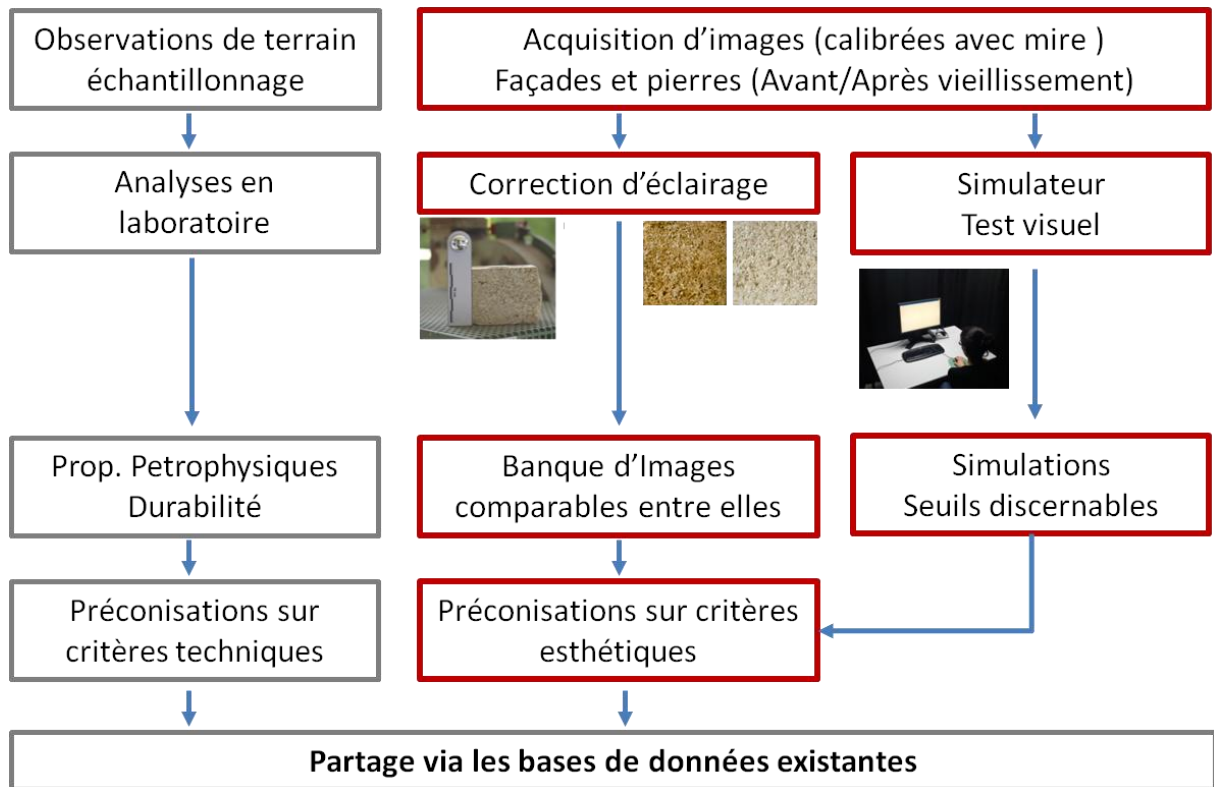 Observations de terrain
échantillonnage
Acquisition d’images (calibrées avec mire )
Façades et pierres (Avant/Après vieillissement)
Analyses en
laboratoire
Correction d’éclairage
Simulateur
Test visuel
Prop. Petrophysiques
Durabilité
Banque d’Images
comparables entre elles
Simulations
Seuils discernables
Préconisations sur
critères techniques
Préconisations sur critères
esthétiques
Partage via les bases de données existantes